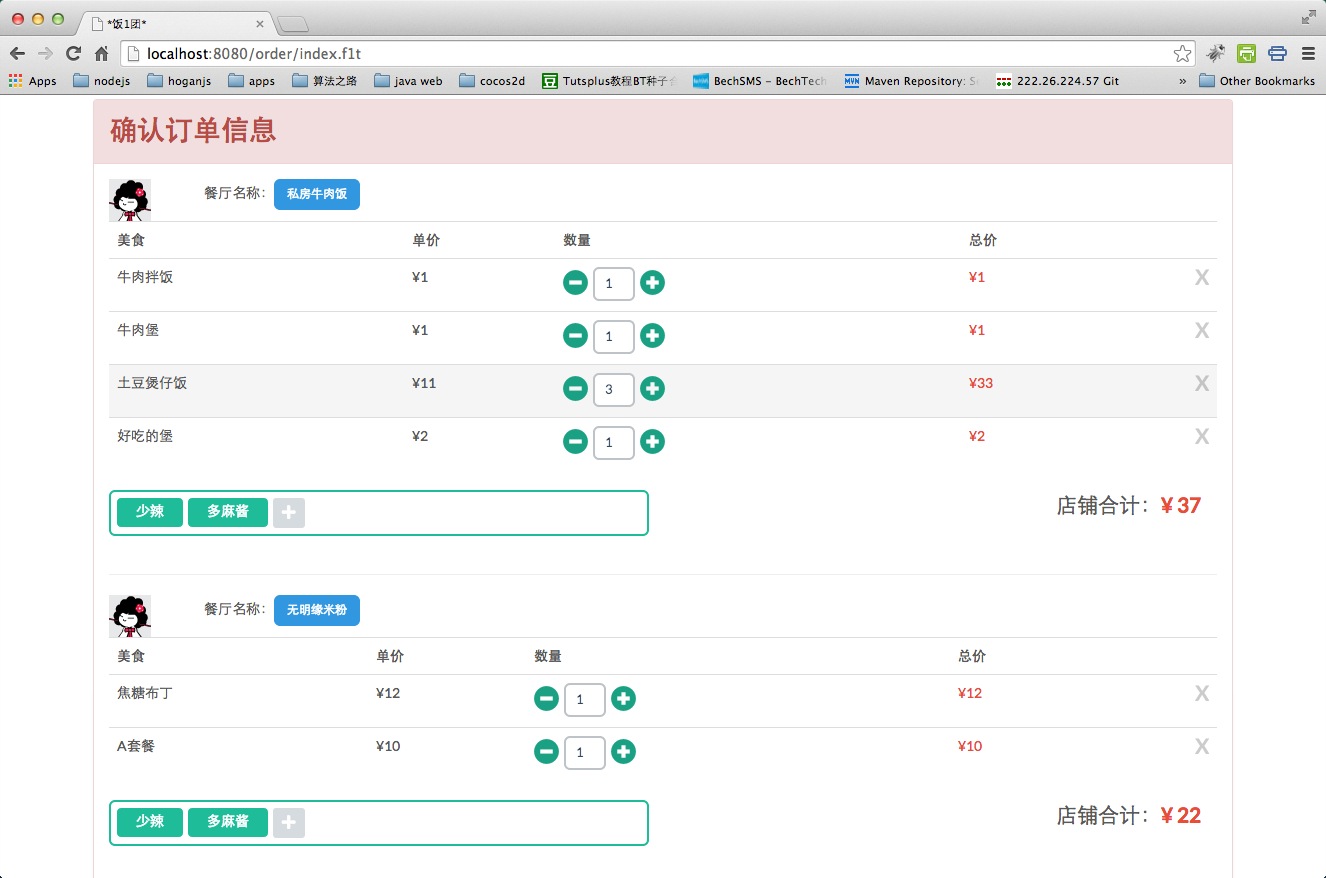 *饭1团*
localhost:8080/order/index.f1t
Apps nodejs hoganjs apps 算法之路 java web cocos2d Tutsplus教程BT种子 BechSMS – BechTech Maven Repository: 222.26.224.57 Git » Other Bookmarks
确认订单信息
餐厅名称： 私房牛肉饭
美食 单价 数量 总价
牛肉拌饭 ¥1 1 ¥1 X
牛肉堡 ¥1 1 ¥1 X
土豆煲仔饭 ¥11 3 ¥33 X
好吃的堡 ¥2 1 ¥2 X
少辣 多麻酱 店铺合计：¥37
餐厅名称： 无明缘米粉
美食 单价 数量 总价
焦糖布丁 ¥12 1 ¥12 X
A套餐 ¥10 1 ¥10 X
少辣 多麻酱 店铺合计：¥22